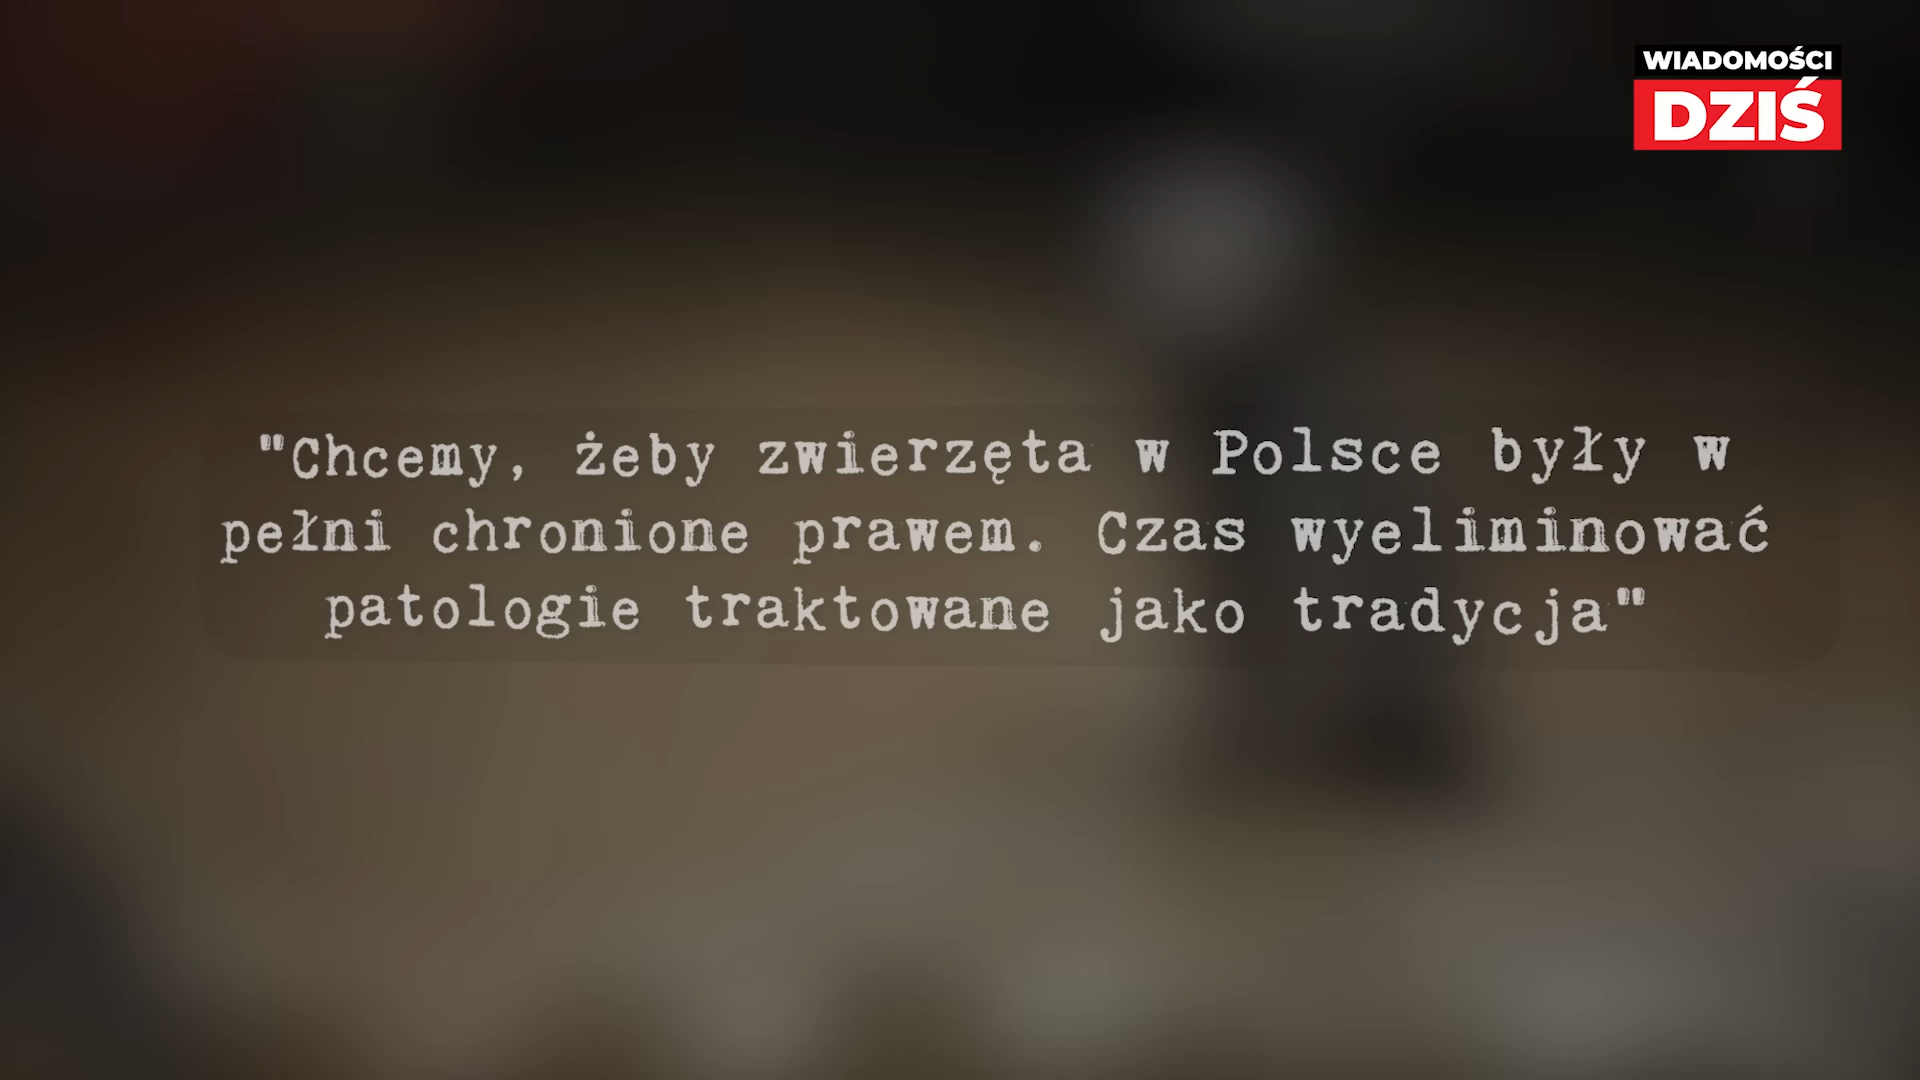 WIADOMOŚCI
DZIŚ
"Chcemy, żeby zwierzęta w Polsce były w
pełni chronione prawem. Czas wyeliminować
patologie traktowane jako tradycja"